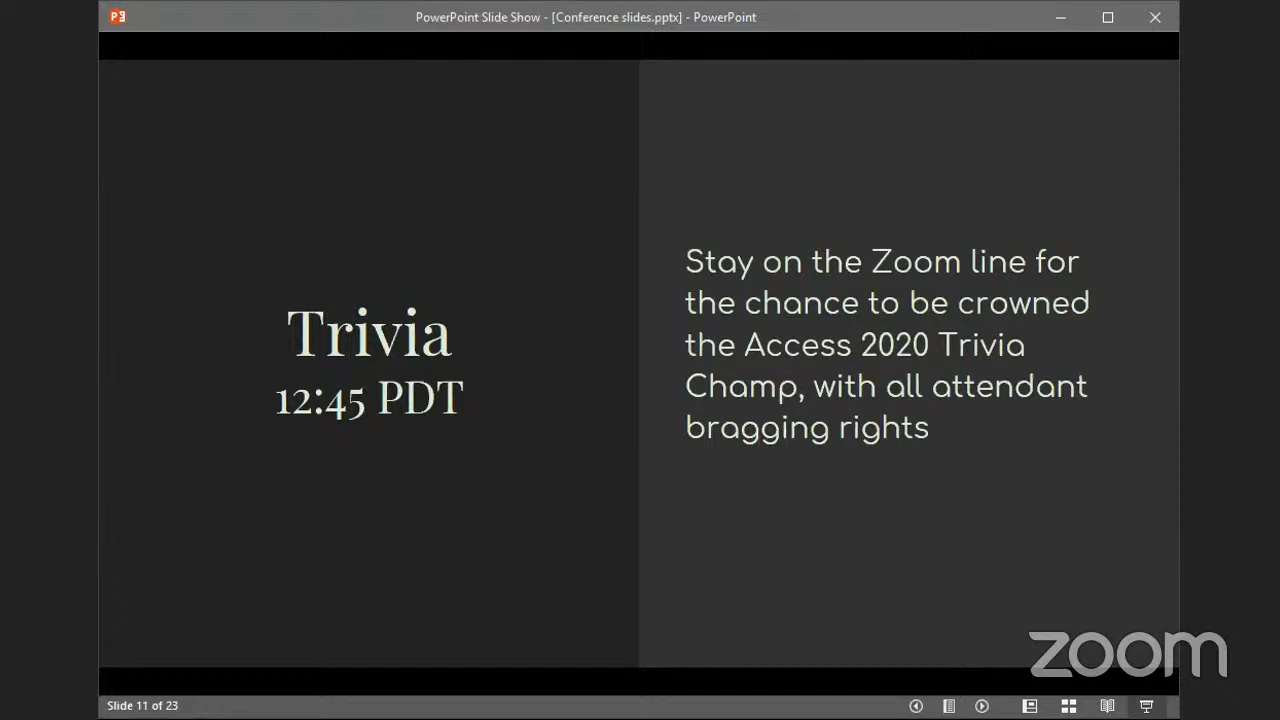 PowerPoint Slide Show - [Conference slides.pptx] - PowerPoint
Trivia
12:45 PDT
Stay on the Zoom line for
the chance to be crowned
the Access 2020 Trivia
Champ, with all attendant
bragging rights
zoom
Slide 11 of 23